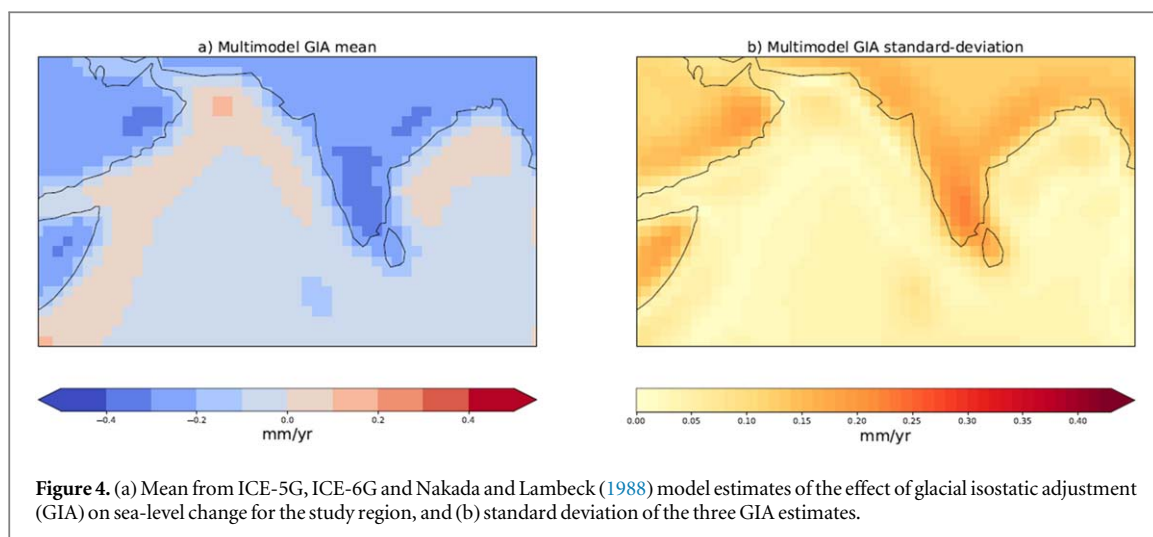 a) Multimodel GIA mean
b) Multimodel GIA standard-deviation
−0.4 −0.2 0.0 0.2 0.4
mm/yr
0.00 0.05 0.10 0.15 0.20 0.25 0.30 0.35 0.40
mm/yr
Figure 4. (a) Mean from ICE-5G, ICE-6G and Nakada and Lambeck (1988) model estimates of the effect of glacial isostatic adjustment
(GIA) on sea-level change for the study region, and (b) standard deviation of the three GIA estimates.